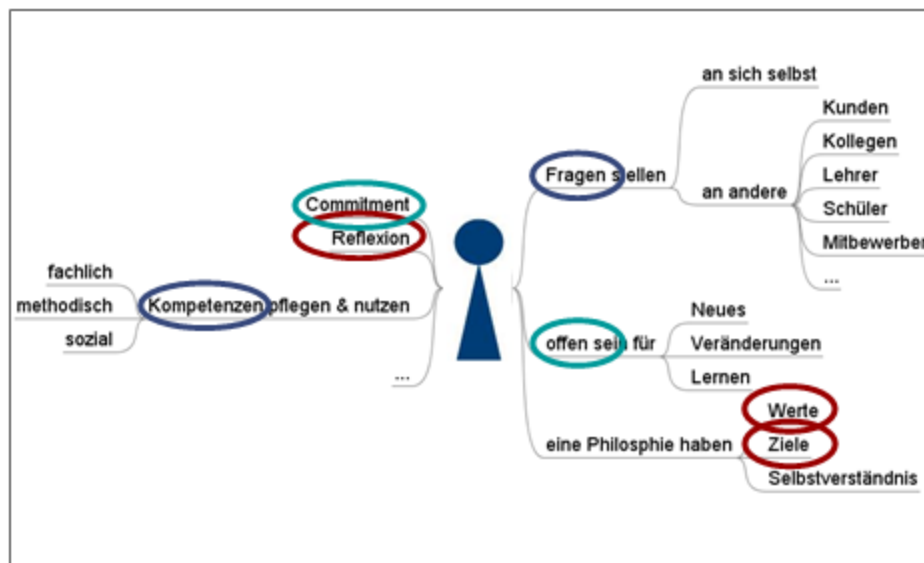 Commitment
Reflexion
Kompetenzen pflegen & nutzen
fachlich
methodisch
sozial
...
Fragen stellen
an sich selbst
an andere
Kunden
Kollegen
Lehrer
Schüler
Mitbewerber
...
offen sein für
Neues
Veränderungen
Lernen
eine Philosphie haben
Werte
Ziele
Selbstverständnis